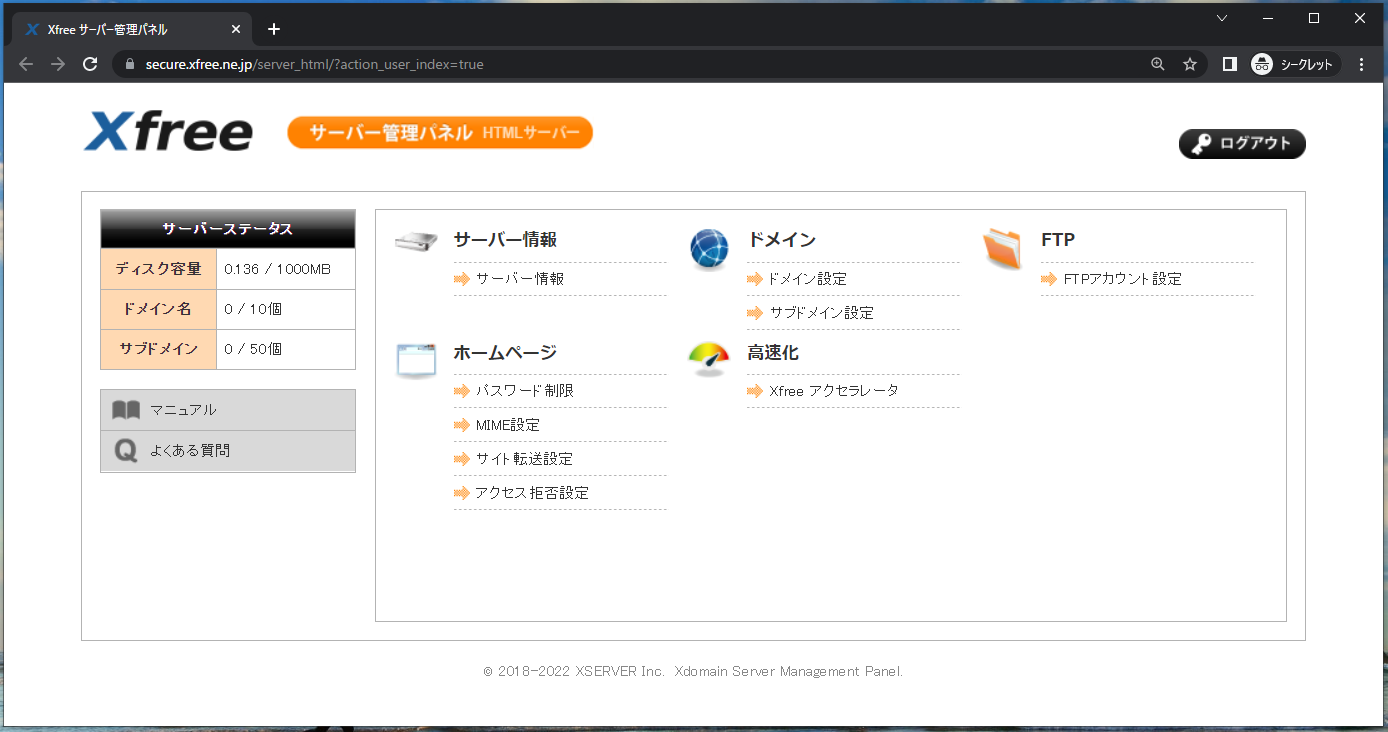 Xfree サーバー管理パネル
secure.xfree.ne.jp/server_html/?action_user_index=true
シークレット
Xfree
サーバー管理パネル HTMLサーバー
ログアウト
サーバーステータス
ディスク容量 0.136 / 1000MB
ドメイン名 0 / 10個
サブドメイン 0 / 50個
マニュアル
Q よくある質問
サーバー情報
サーバー情報
ドメイン
ドメイン設定
サブドメイン設定
FTP
FTPアカウント設定
ホームページ
パスワード制限
MIME設定
サイト転送設定
アクセス拒否設定
高速化
Xfree アクセラレータ
© 2018-2022 XSERVER Inc. Xdomain Server Management Panel.